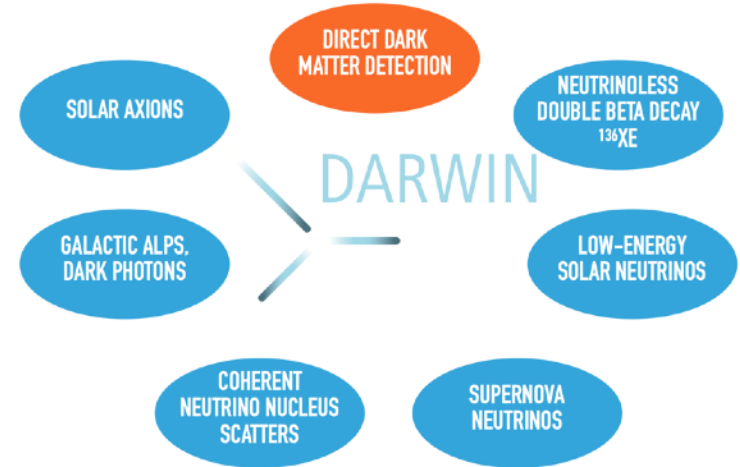 DIRECT DARK
MATTER DETECTION
SOLAR AXIONS
NEUTRINOLESS
DOUBLE BETA DECAY
¹³⁶XE
DARWIN
GALACTIC ALPS,
DARK PHOTONS
LOW-ENERGY
SOLAR NEUTRINOS
COHERENT
NEUTRINO NUCLEUS
SCATTERS
SUPERNOVA
NEUTRINOS